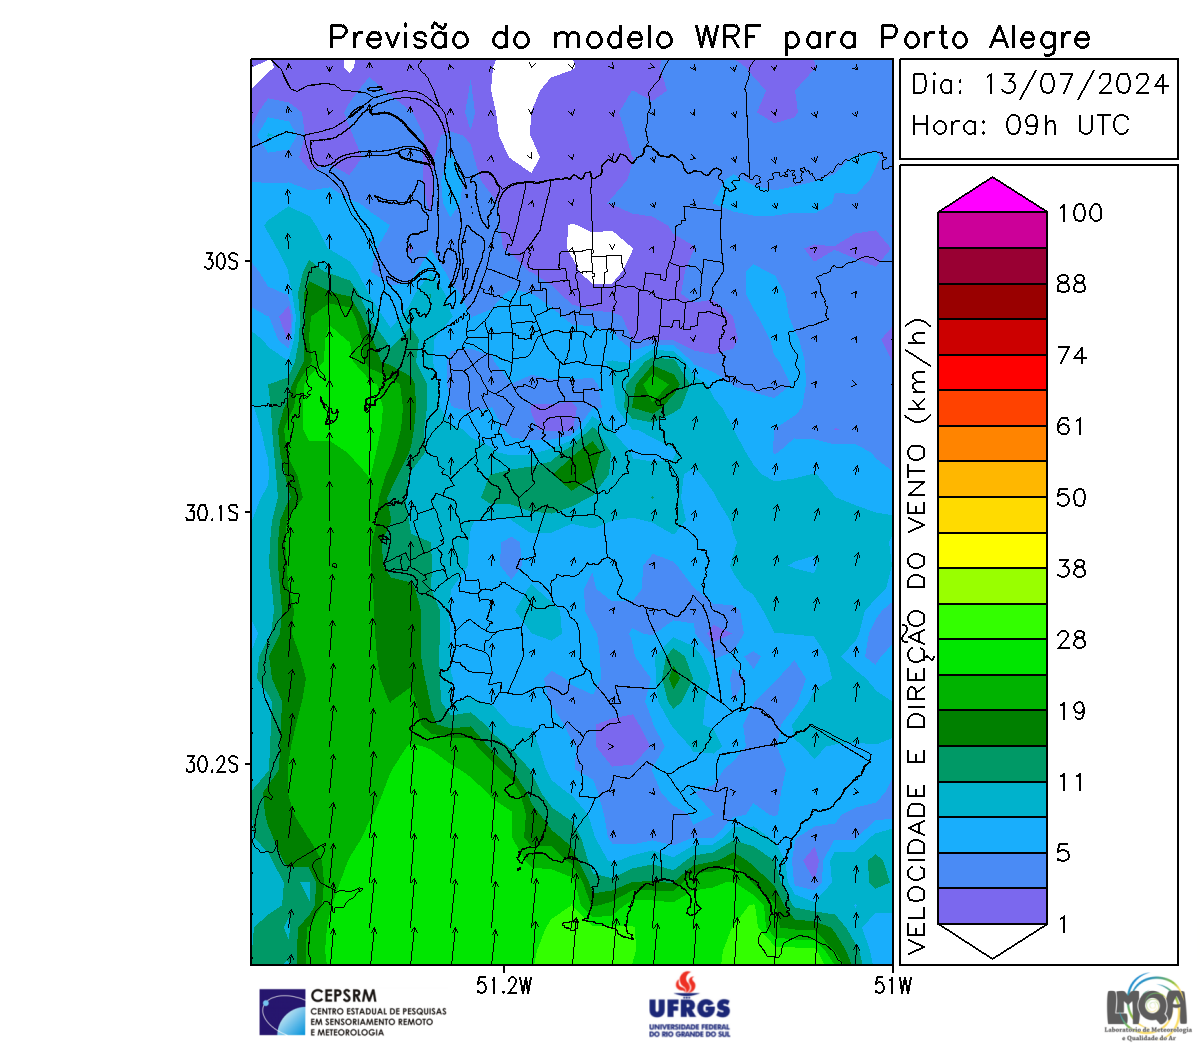 Previsão do modelo WRF para Porto Alegre
Dia: 13/07/2024
Hora: 09h UTC
30S
30.1S
30.2S
51.2W
51W
VELOCIDADE E DIREÇÃO DO VENTO (km/h)
100
88
74
61
50
38
28
19
11
5
1
CEPSRM
CENTRO ESTADUAL DE PESQUISAS
EM SENSORIAMENTO REMOTO
E METEOROLOGIA
UFRGS
UNIVERSIDADE FEDERAL
DO RIO GRANDE DO SUL
LMQA
Laboratório de Meteorologia
e Qualidade do Ar